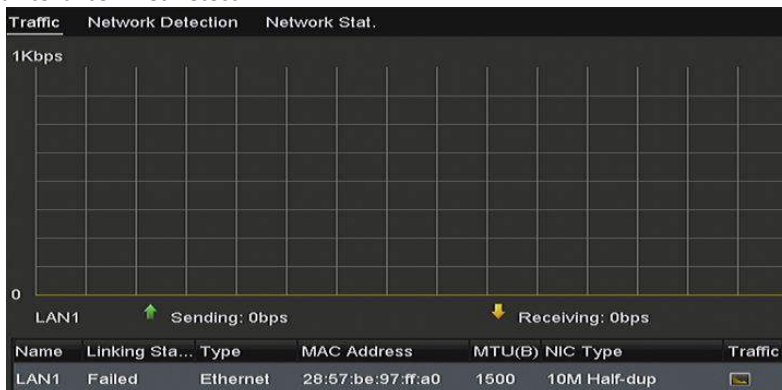 Traffic Network Detection Network Stat.
1Kbps
0
LAN1 Sending: 0bps Receiving: 0bps
Name Linking Sta... Type MAC Address MTU(B) NIC Type Traffic
LAN1 Failed Ethernet 28:57:be:97:ff:a0 1500 10M Half-dup